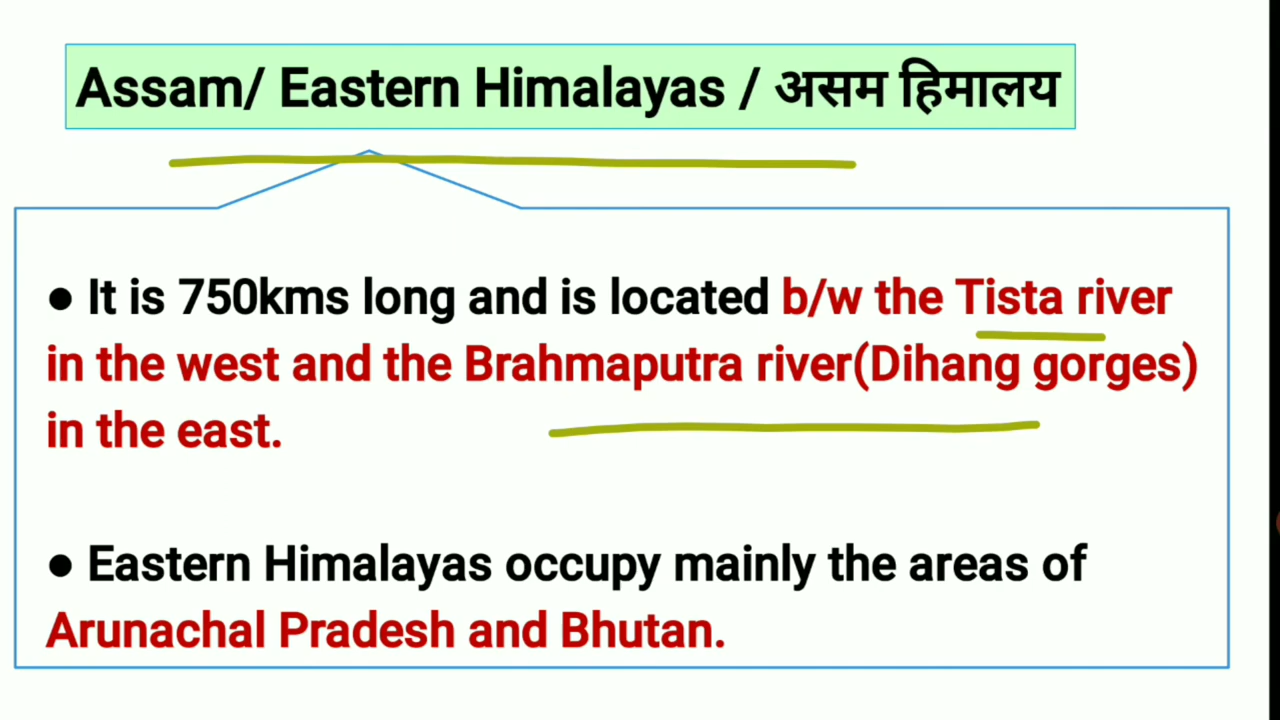 Assam/ Eastern Himalayas / असम हिमालय
● It is 750kms long and is located b/w the Tista river
in the west and the Brahmaputra river(Dihang gorges)
in the east.
● Eastern Himalayas occupy mainly the areas of
Arunachal Pradesh and Bhutan.